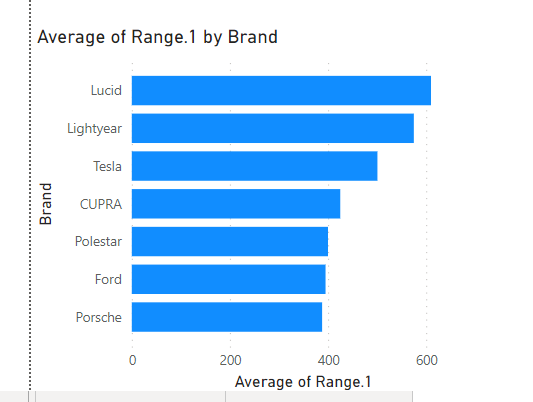 Average of Range.1 by Brand
Lucid
Lightyear
Tesla
CUPRA
Polestar
Ford
Porsche
Brand
0 200 400 600
Average of Range.1